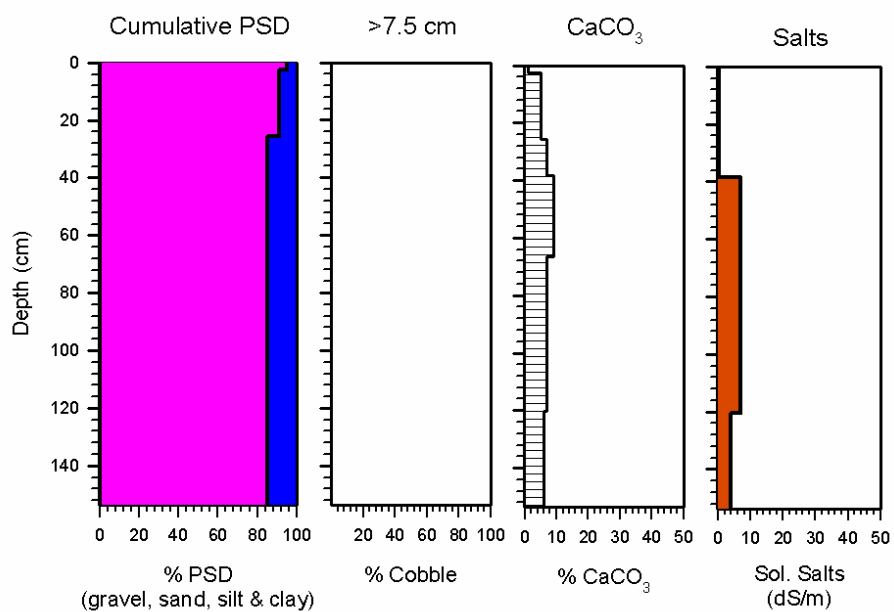 Cumulative PSD
>7.5 cm
CaCO3
Salts
Depth (cm)
0
20
40
60
80
100
120
140
0 20 40 60 80 100
0 20 40 60 80 100
0 10 20 30 40 50
0 10 20 30 40 50
% PSD
(gravel, sand, silt & clay)
% Cobble
% CaCO3
Sol. Salts
(dS/m)